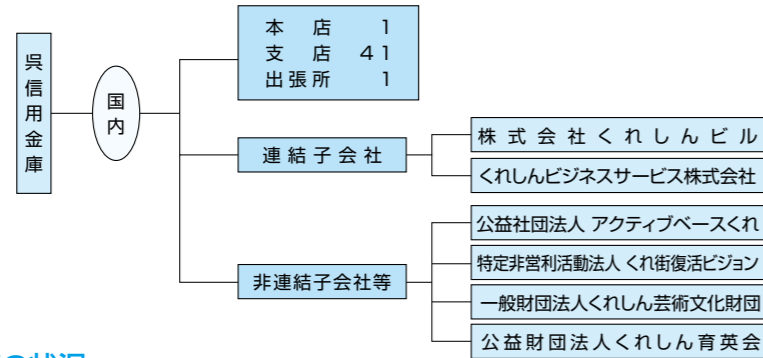 呉信用金庫
国内
本店 1
支店 41
出張所 1
連結子会社
株式会社くれしんビル
くれしんビジネスサービス株式会社
非連結子会社等
公益社団法人 アクティブベースくれ
特定非営利活動法人 くれ街復活ビジョン
一般財団法人くれしん芸術文化財団
公益財団法人くれしん育英会
の状況